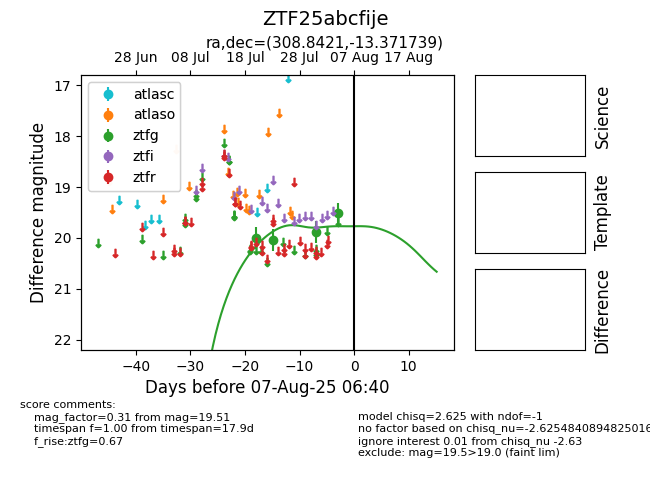 ZTF25abcfije
ra,dec=(308.8421,-13.371739)
28 Jun 08 Jul 18 Jul 28 Jul 07 Aug 17 Aug
17
18
19
20
21
22
Difference magnitude
atlasc
atlaso
ztfg
ztfi
ztfr
−40 −30 −20 −10 0 10
Days before 07-Aug-25 06:40
Science
Template
Difference
score comments:
mag_factor=0.31 from mag=19.51
timespan f=1.00 from timespan=17.9d
f_rise:ztfg=0.67
model chisq=2.625 with ndof=-1
no factor based on chisq_nu=-2.6254840894825016
ignore interest 0.01 from chisq_nu -2.63
exclude: mag=19.5>19.0 (faint lim)